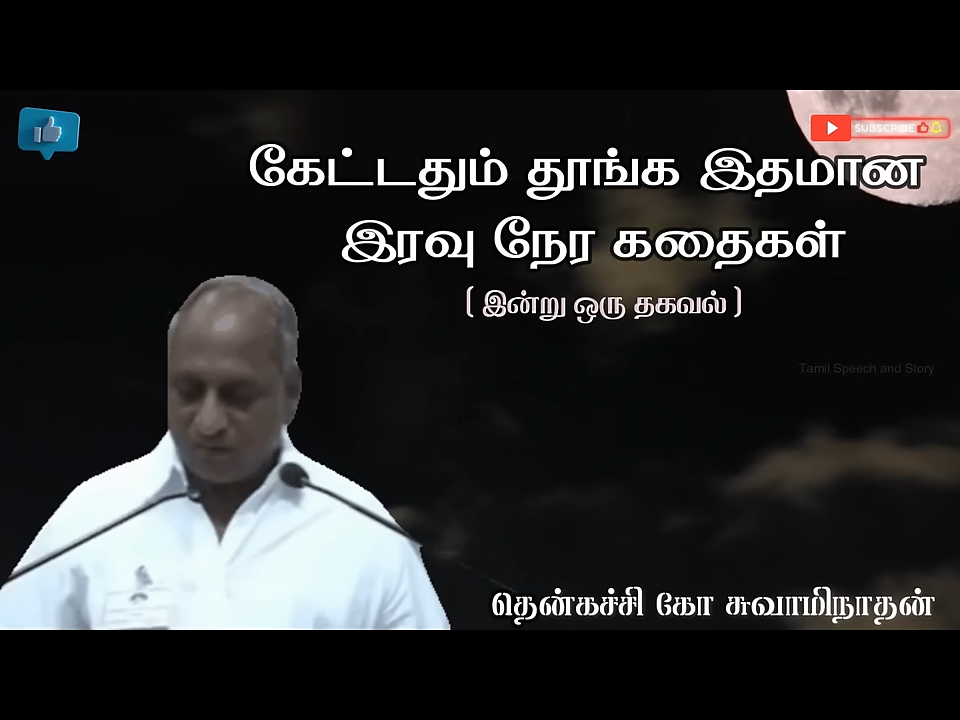 SUBSCRIBE
கேட்டதும் தூங்க இதமான
இரவு நேர கதைகள்
( இன்று ஒரு தகவல் )
Tamil Speech and Story
தென்கச்சி கோ சுவாமிநாதன்